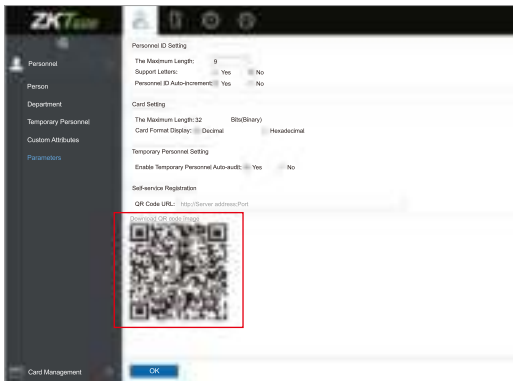 ZKTeco
Personnel
Person
Department
Temporary Personnel
Custom Attributes
Parameters
Card Management
Personnel ID Setting
The Maximum Length: 9
Support Letters: Yes No
Personnel ID Auto-increment: Yes No
Card Setting
The Maximum Length:32 Bits(Binary)
Card Format Display: Decimal Hexadecimal
Temporary Personnel Setting
Enable Temporary Personnel Auto-audit: Yes No
Self-service Registration
QR Code URL: http://Server address:Port
Download QR code Image
OK